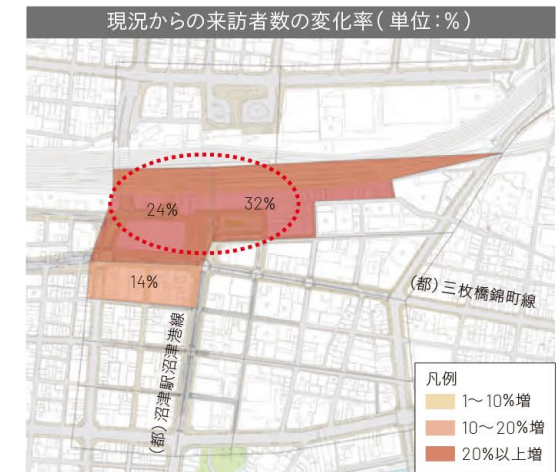 現況からの来訪者数の変化率(単位:%)
24%
32%
14%
(都)三枚橋錦町線
(都)沼津駅沼津港線
凡例
1〜10%増
10〜20%増
20%以上増